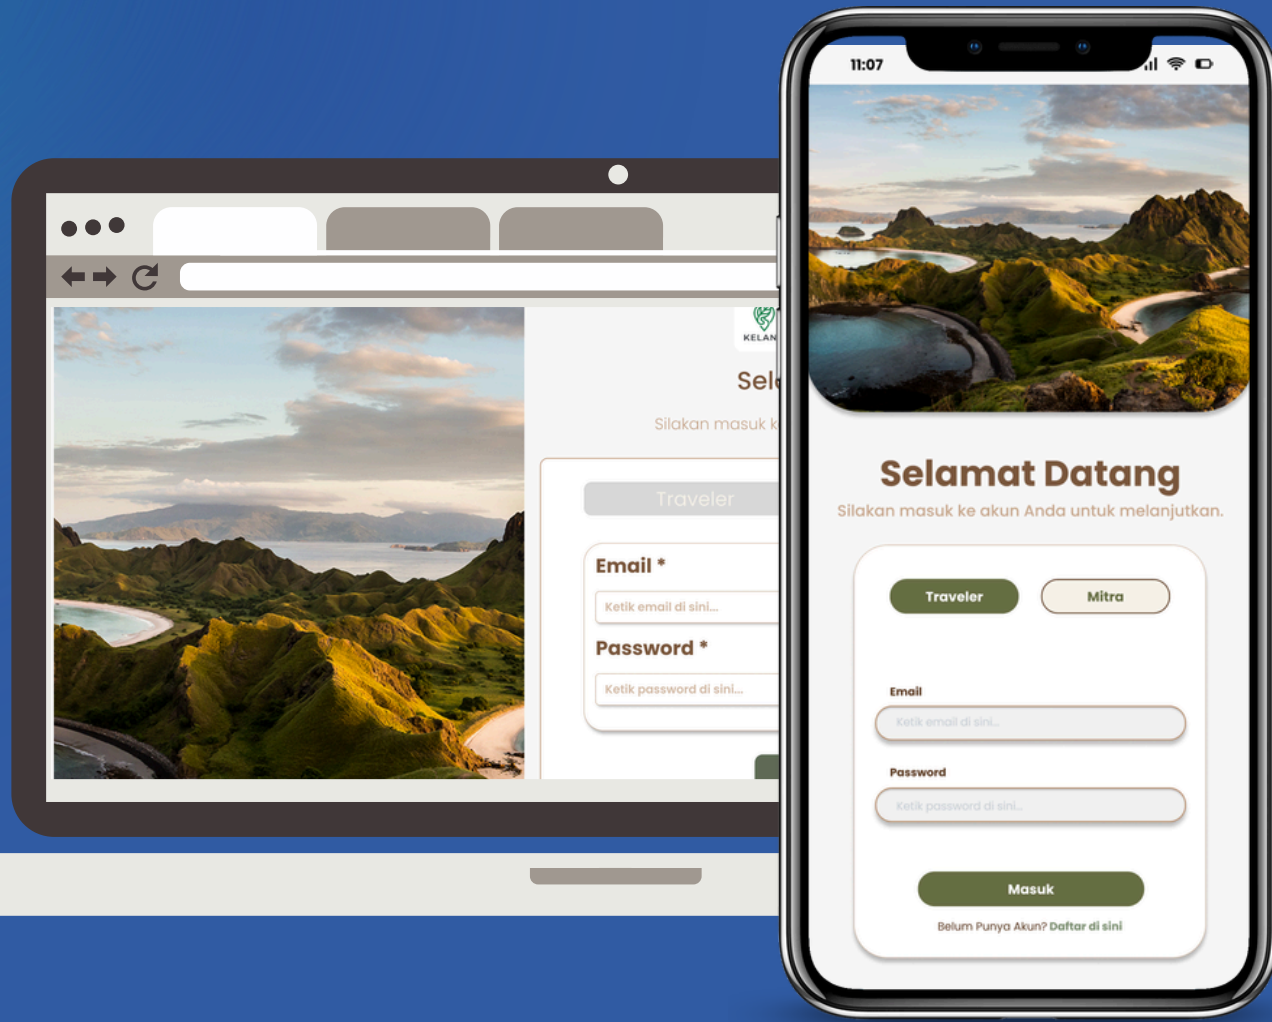 KELAN
Sel
Silakan masuk k
Traveler
Email *
Ketik email di sini...
Password *
Ketik password di sini...
11:07
Selamat Datang
Silakan masuk ke akun Anda untuk melanjutkan.
Traveler
Mitra
Email
Ketik email di sini...
Password
Ketik password di sini...
Masuk
Belum Punya Akun? Daftar di sini